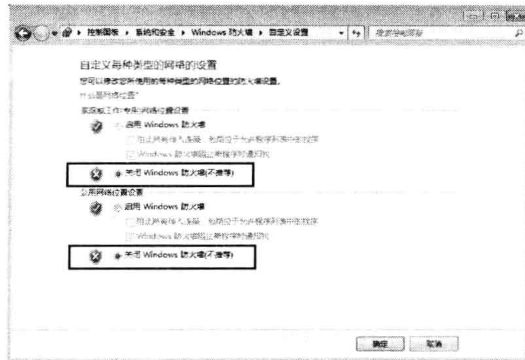 控制面板 ▸ 系统和安全 ▸ Windows 防火墙 ▸ 自定义设置
搜索控制面板
自定义每种类型的网络的设置
您可以修改您所使用的每种类型的网络位置的防火墙设置。
什么是网络位置?
家庭或工作(专用)网络位置设置
启用 Windows 防火墙
阻止所有传入连接，包括位于允许程序列表中的程序
Windows 防火墙阻止新程序时通知我
关闭 Windows 防火墙(不推荐)
公用网络位置设置
启用 Windows 防火墙
阻止所有传入连接，包括位于允许程序列表中的程序
Windows 防火墙阻止新程序时通知我
关闭 Windows 防火墙(不推荐)
确定
取消